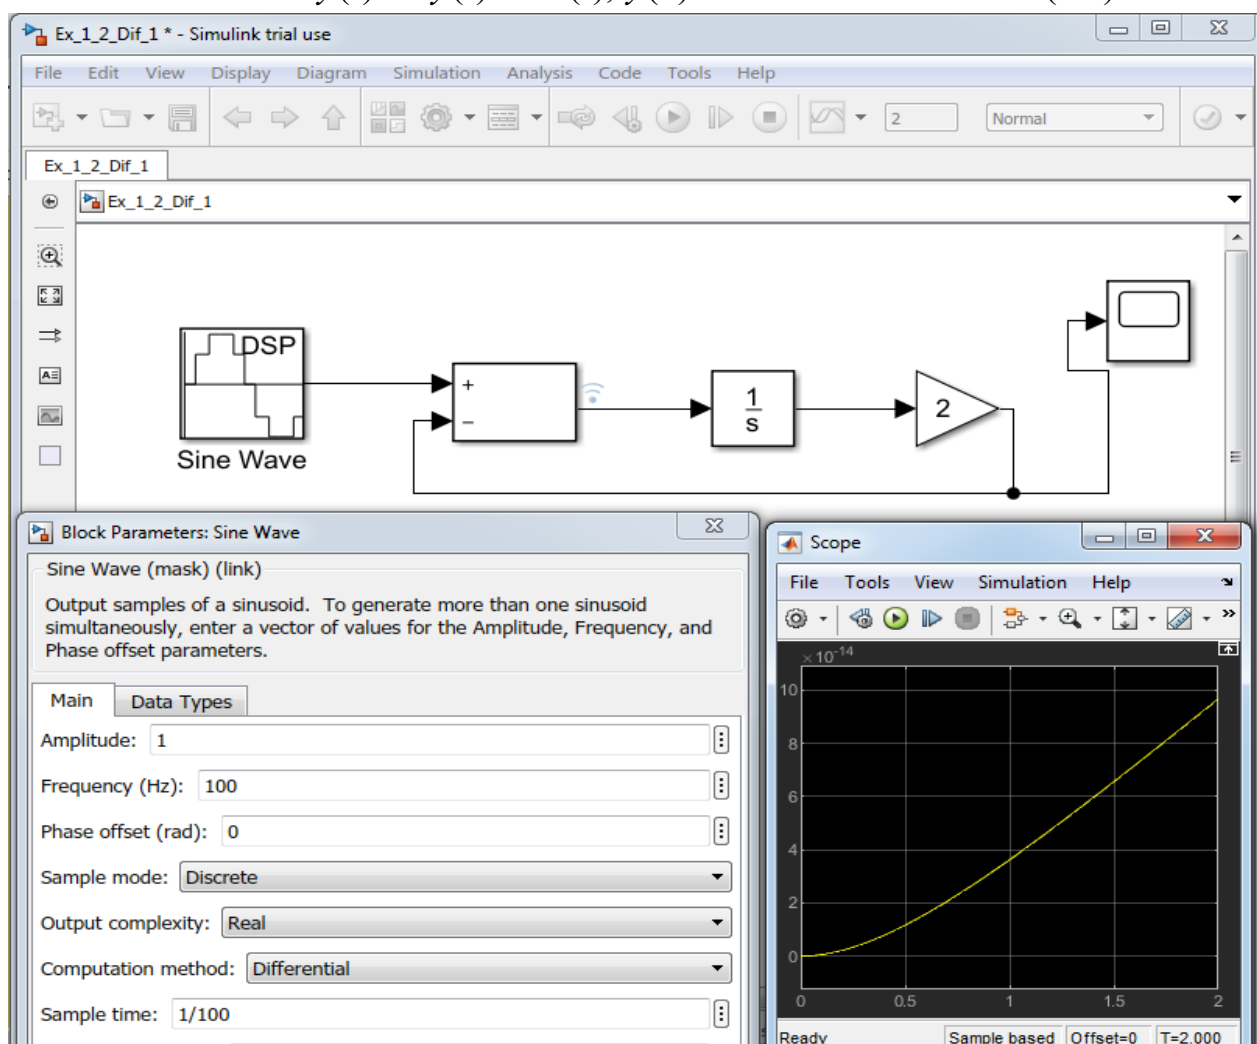 Ex_1_2_Dif_1 * - Simulink trial use
File Edit View Display Diagram Simulation Analysis Code Tools Help
2 Normal
Ex_1_2_Dif_1
Ex_1_2_Dif_1
DSP
+
−
1
s
2
Sine Wave
Block Parameters: Sine Wave
Sine Wave (mask) (link)
Output samples of a sinusoid. To generate more than one sinusoid
simultaneously, enter a vector of values for the Amplitude, Frequency, and
Phase offset parameters.
Main Data Types
Amplitude: 1
Frequency (Hz): 100
Phase offset (rad): 0
Sample mode: Discrete
Output complexity: Real
Computation method: Differential
Sample time: 1/100
Scope
File Tools View Simulation Help
×10^-14
10
8
6
4
2
0
0 0.5 1 1.5 2
Ready Sample based Offset=0 T=2.000